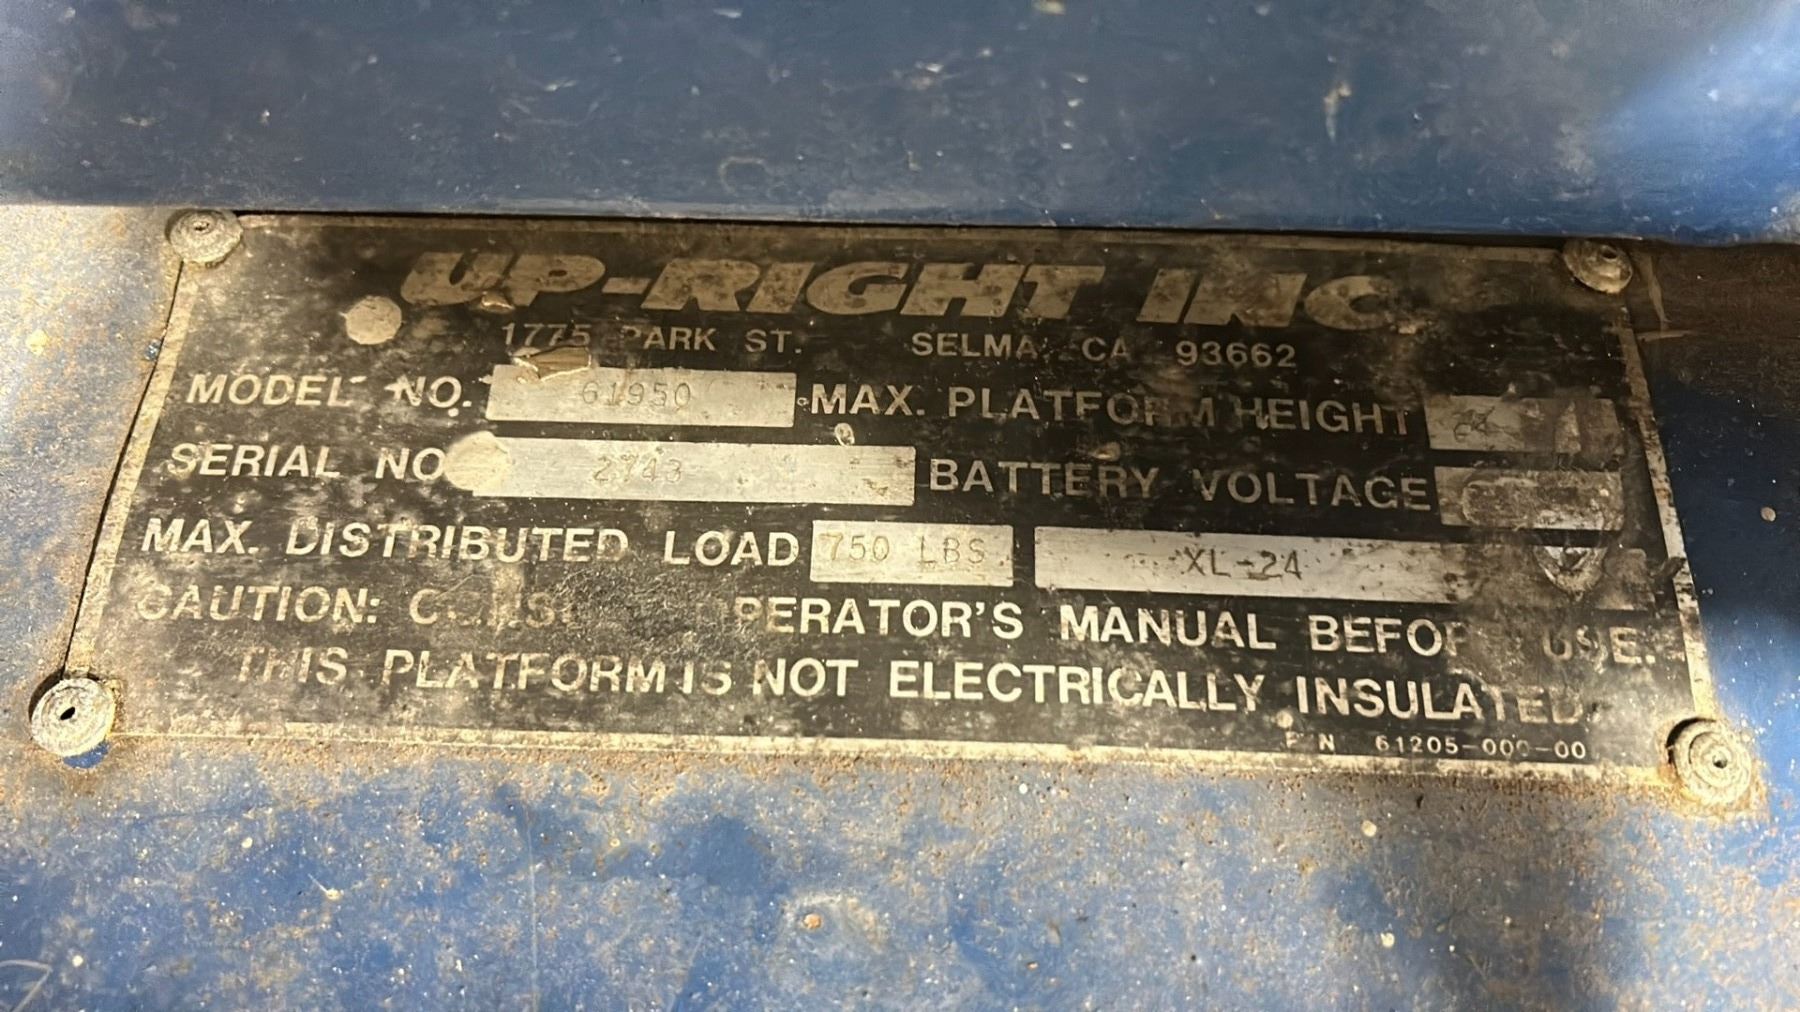 UP-RIGHT INC.
1775 PARK ST. SELMA, CA 93662
MODEL NO. 61950 MAX. PLATFORM HEIGHT
SERIAL NO 2743 BATTERY VOLTAGE
MAX. DISTRIBUTED LOAD 750 LBS XL-24
CAUTION: CONSULT OPERATOR'S MANUAL BEFORE USE.
THIS PLATFORM IS NOT ELECTRICALLY INSULATED.
P/N 61205-000-00